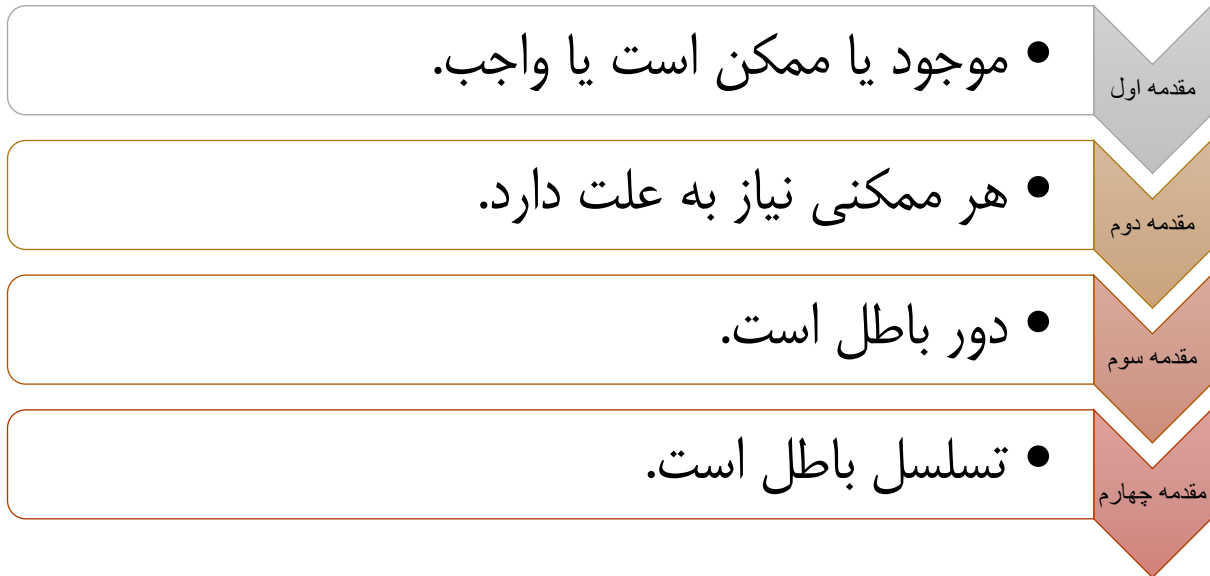 مقدمه اول
• موجود یا ممکن است یا واجب.
مقدمه دوم
• هر ممکنی نیاز به علت دارد.
مقدمه سوم
• دور باطل است.
مقدمه چهارم
• تسلسل باطل است.